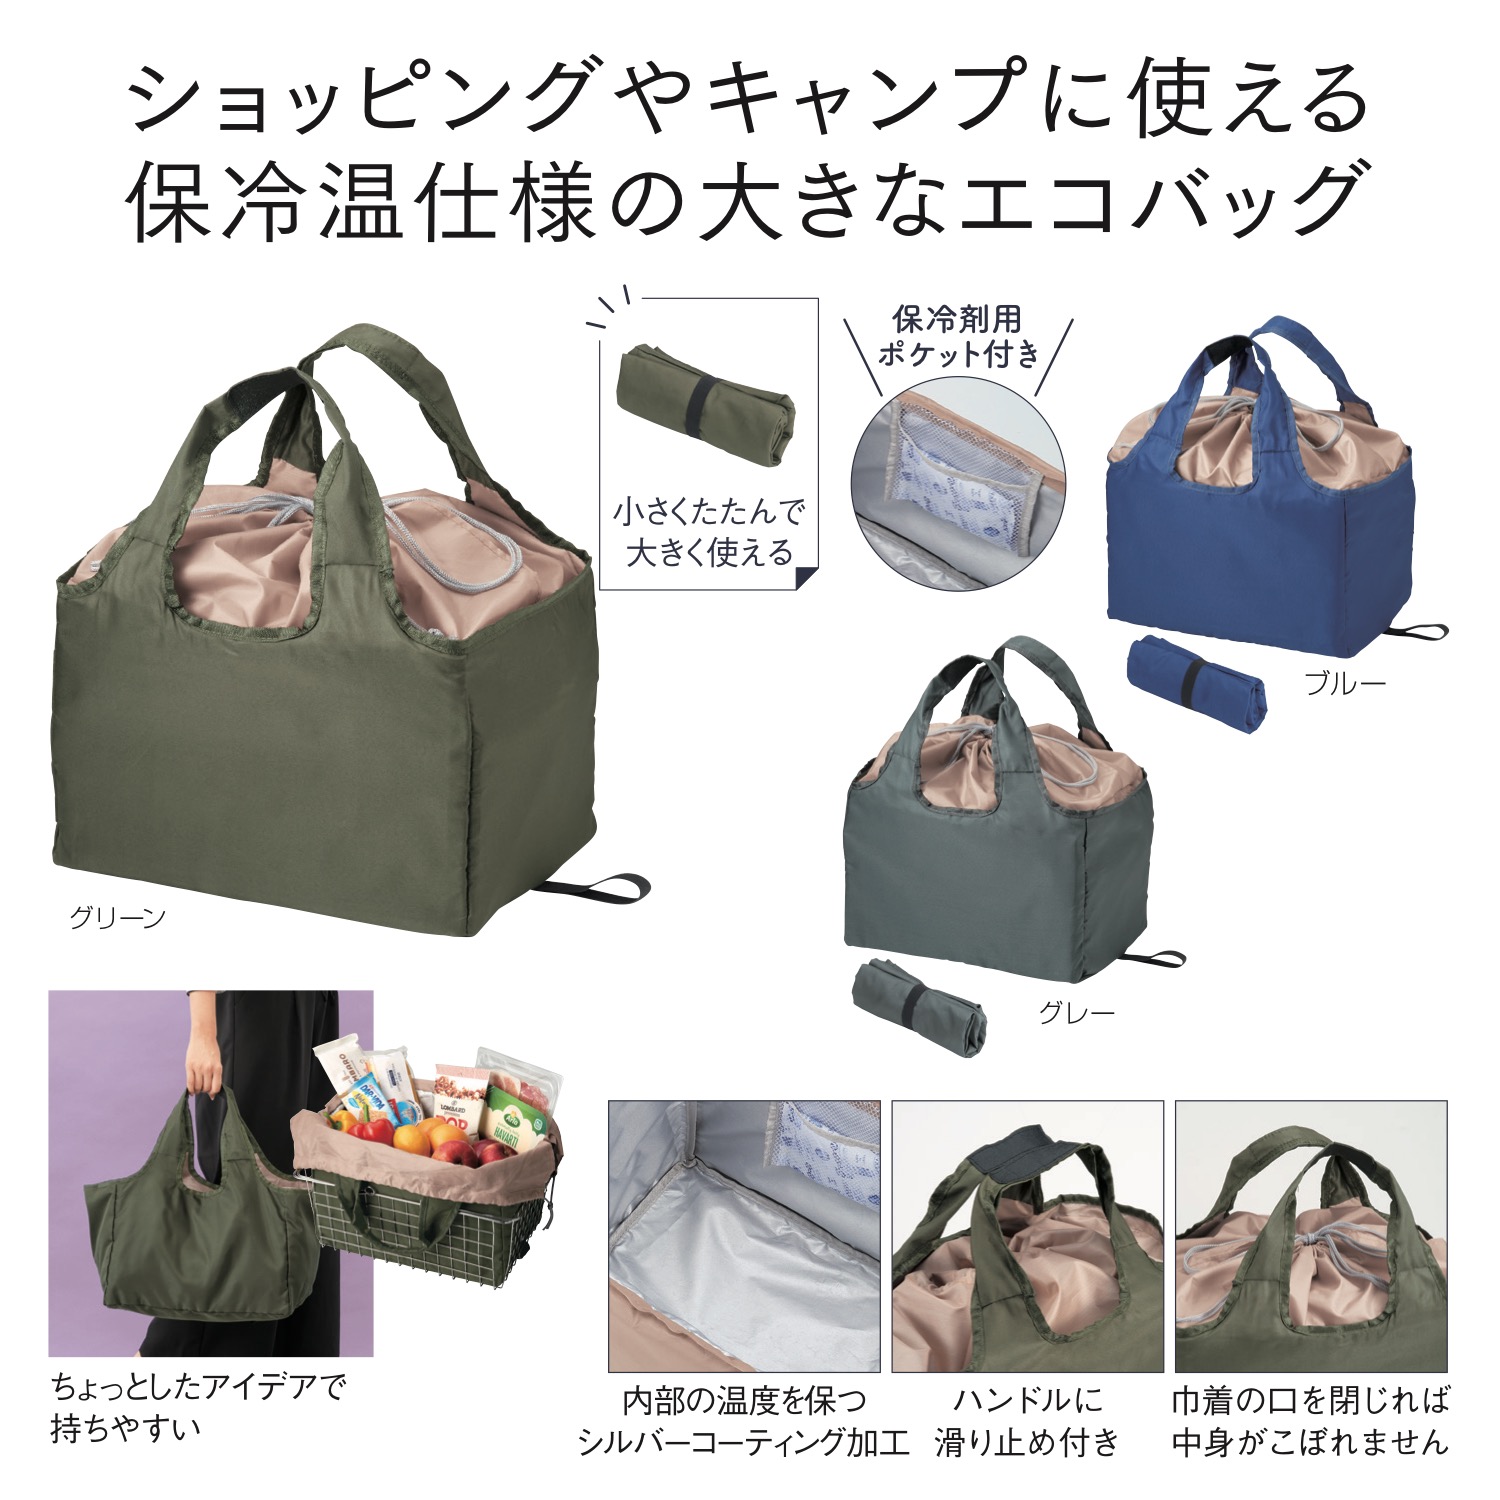 ショッピングやキャンプに使える
保冷温仕様の大きなエコバッグ
小さくたたんで
大きく使える
保冷剤用
ポケット付き
ブルー
グリーン
グレー
LOMBARD
POP
Arla
HAVARTI
ちょっとしたアイデアで
持ちやすい
内部の温度を保つ
シルバーコーティング加工
ハンドルに
滑り止め付き
巾着の口を閉じれば
中身がこぼれません